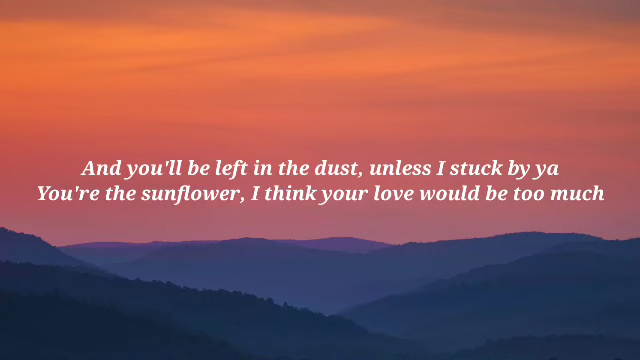 And you'll be left in the dust, unless I stuck by ya
You're the sunflower, I think your love would be too much